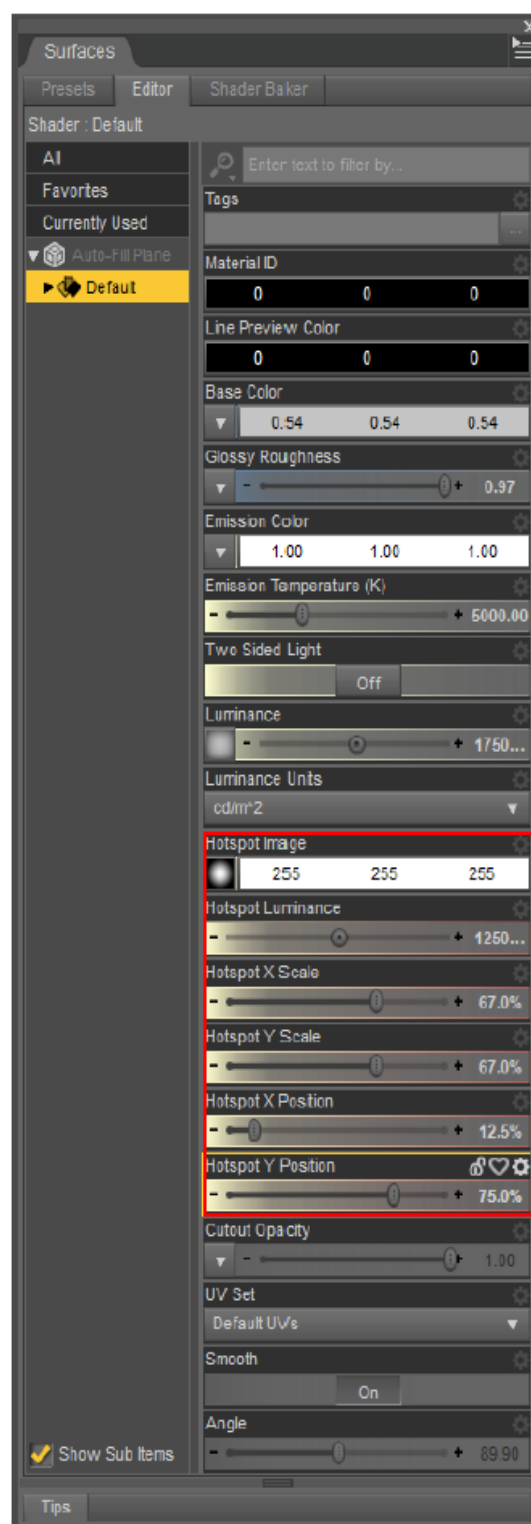 Surfaces
Presets
Editor
Shader Baker
Shader : Default
All
Favorites
Currently Used
Auto-Fill Plane
Default
Enter text to filter by...
Tags
...
Material ID
0 0 0
Line Preview Color
0 0 0
Base Color
0.54 0.54 0.54
Glossy Roughness
- + 0.97
Emission Color
1.00 1.00 1.00
Emission Temperature (K)
- + 5000.00
Two Sided Light
Off
Luminance
- + 1750...
Luminance Units
cd/m^2
Hotspot Image
255 255 255
Hotspot Luminance
- + 1250...
Hotspot X Scale
- + 67.0%
Hotspot Y Scale
- + 67.0%
Hotspot X Position
- + 12.5%
Hotspot Y Position
- + 75.0%
Cutout Opacity
- + 1.00
UV Set
Default UVs
Smooth
On
Angle
- + 89.90
Show Sub Items
Tips